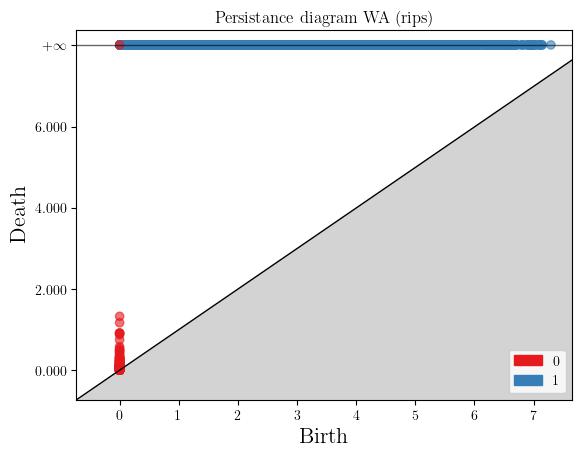 Persistance diagram WA (rips)
+∞
6.000
4.000
2.000
0.000
Death
0 1 2 3 4 5 6 7
Birth
0
1